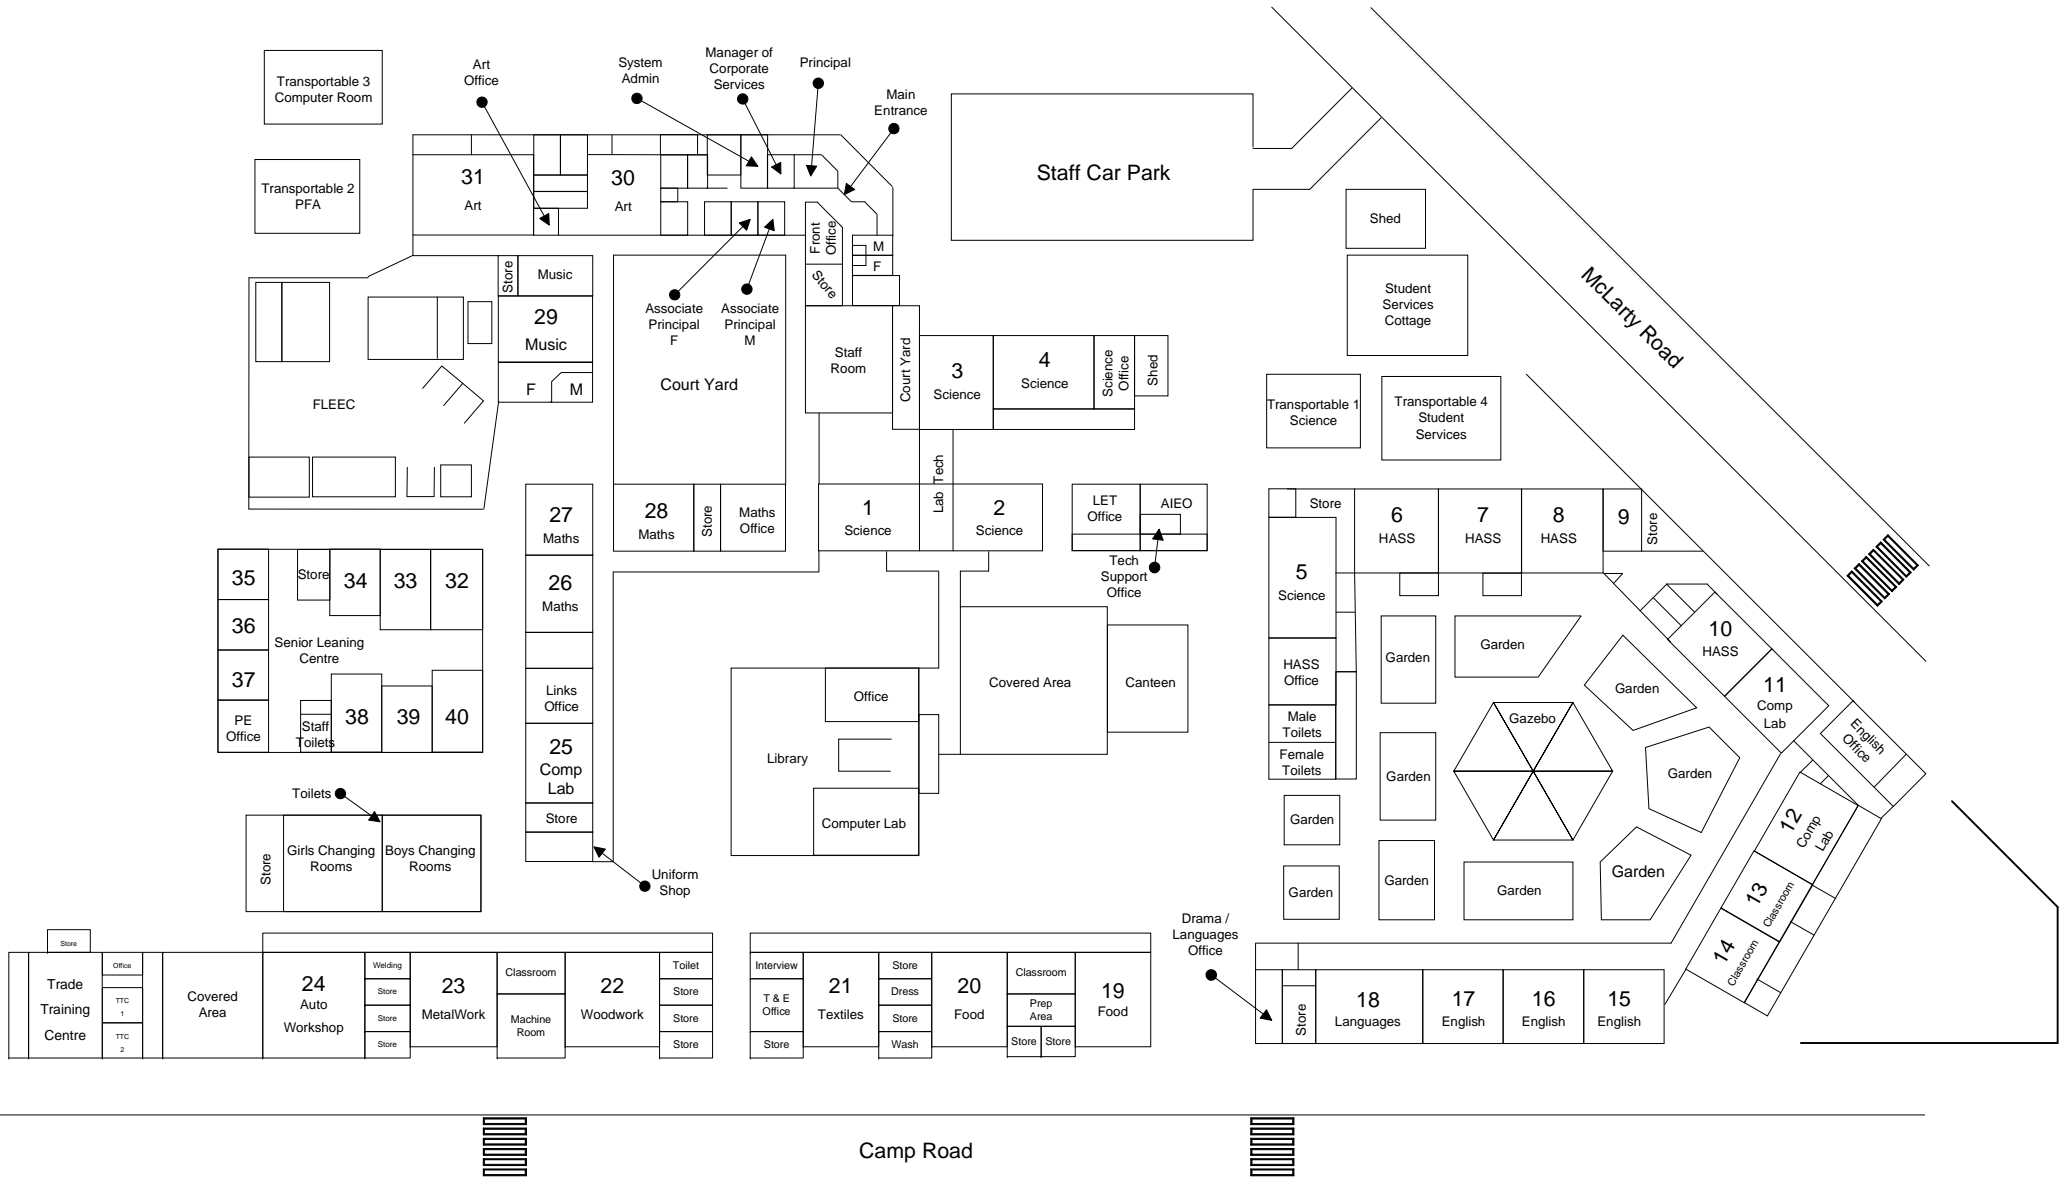 Transportable 3
Computer Room
Art
Office
System
Admin
Manager of
Corporate
Services
Principal
Main
Entrance
Transportable 2
PFA
31
Art
30
Art
Front
Office
Store
M
F
Staff Car Park
Shed
McLarty Road
Student
Services
Cottage
Store
Music
29
Music
F
M
FLEEC
Associate
Principal
F
Associate
Principal
M
Court Yard
Staff
Room
Court Yard
3
Science
4
Science
Science
Office
Shed
Transportable 1
Science
Transportable 4
Student
Services
27
Maths
28
Maths
Store
Maths
Office
1
Science
Lab Tech
2
Science
LET
Office
AIEO
Tech
Support
Office
Store
6
HASS
7
HASS
8
HASS
9
Store
5
Science
35
Store
34
33
32
36
Senior Leaning
Centre
37
PE
Office
Staff
Toilets
38
39
40
26
Maths
Links
Office
25
Comp
Lab
Store
Uniform
Shop
Library
Office
Computer Lab
Covered Area
Canteen
HASS
Office
Male
Toilets
Female
Toilets
Garden
Garden
Garden
Garden
Garden
Garden
Garden
Garden
Garden
Garden
Gazebo
10
HASS
11
Comp
Lab
English
Office
12
Comp
Lab
13
Classroom
14
Classroom
Toilets
Store
Girls Changing
Rooms
Boys Changing
Rooms
Drama /
Languages
Office
Store
Trade
Training
Centre
Office
TTC
1
TTC
2
Covered
Area
24
Auto
Workshop
Welding
Store
Store
Store
23
MetalWork
Classroom
Machine
Room
22
Woodwork
Toilet
Store
Store
Store
Interview
T & E
Office
Store
21
Textiles
Store
Dress
Store
Wash
20
Food
Classroom
Prep
Area
Store
Store
19
Food
Store
18
Languages
17
English
16
English
15
English
Camp Road